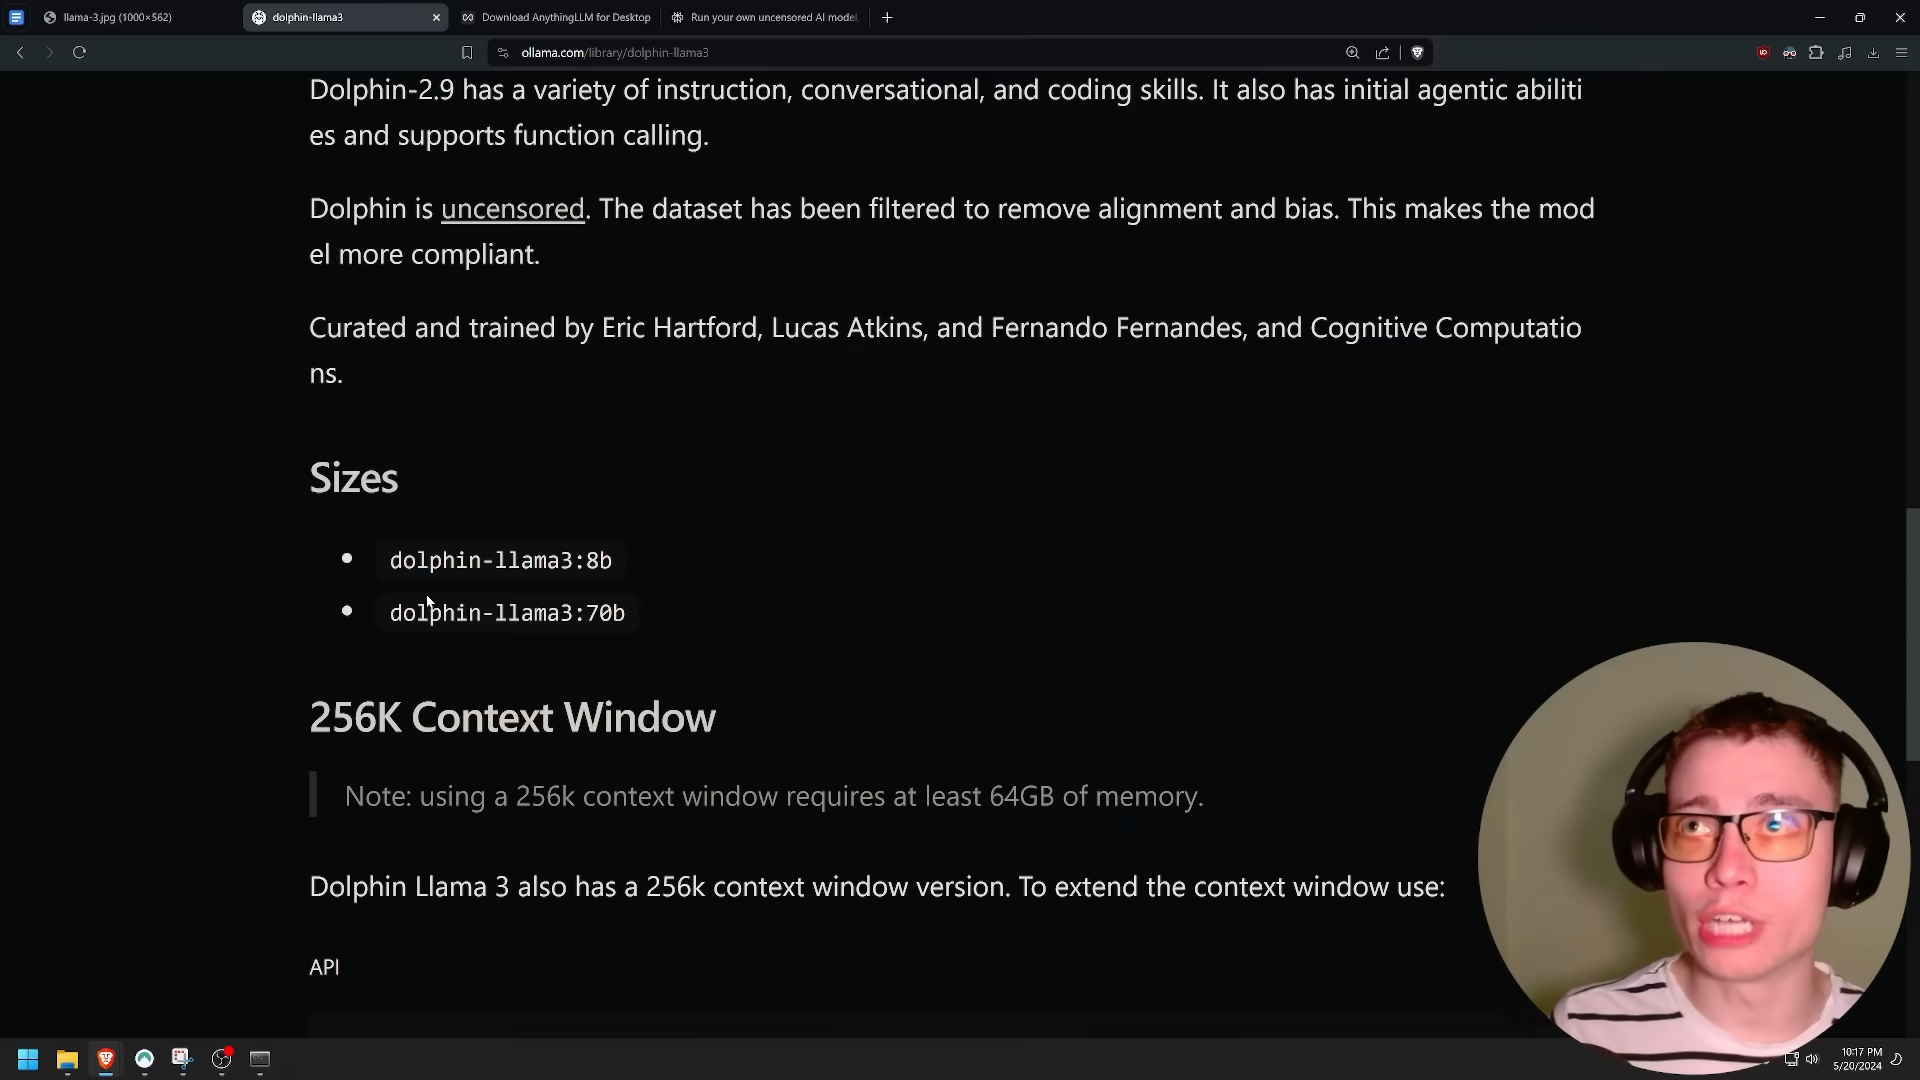 llama-3.jpg (1000×562)
dolphin-llama3
Download AnythingLLM for Desktop
Run your own uncensored AI model,
ollama.com/library/dolphin-llama3
Dolphin-2.9 has a variety of instruction, conversational, and coding skills. It also has initial agentic abiliti
es and supports function calling.
Dolphin is uncensored. The dataset has been filtered to remove alignment and bias. This makes the mod
el more compliant.
Curated and trained by Eric Hartford, Lucas Atkins, and Fernando Fernandes, and Cognitive Computatio
ns.
Sizes
dolphin-llama3:8b
dolphin-llama3:70b
256K Context Window
Note: using a 256k context window requires at least 64GB of memory.
Dolphin Llama 3 also has a 256k context window version. To extend the context window use:
API
10:17 PM
5/20/2024